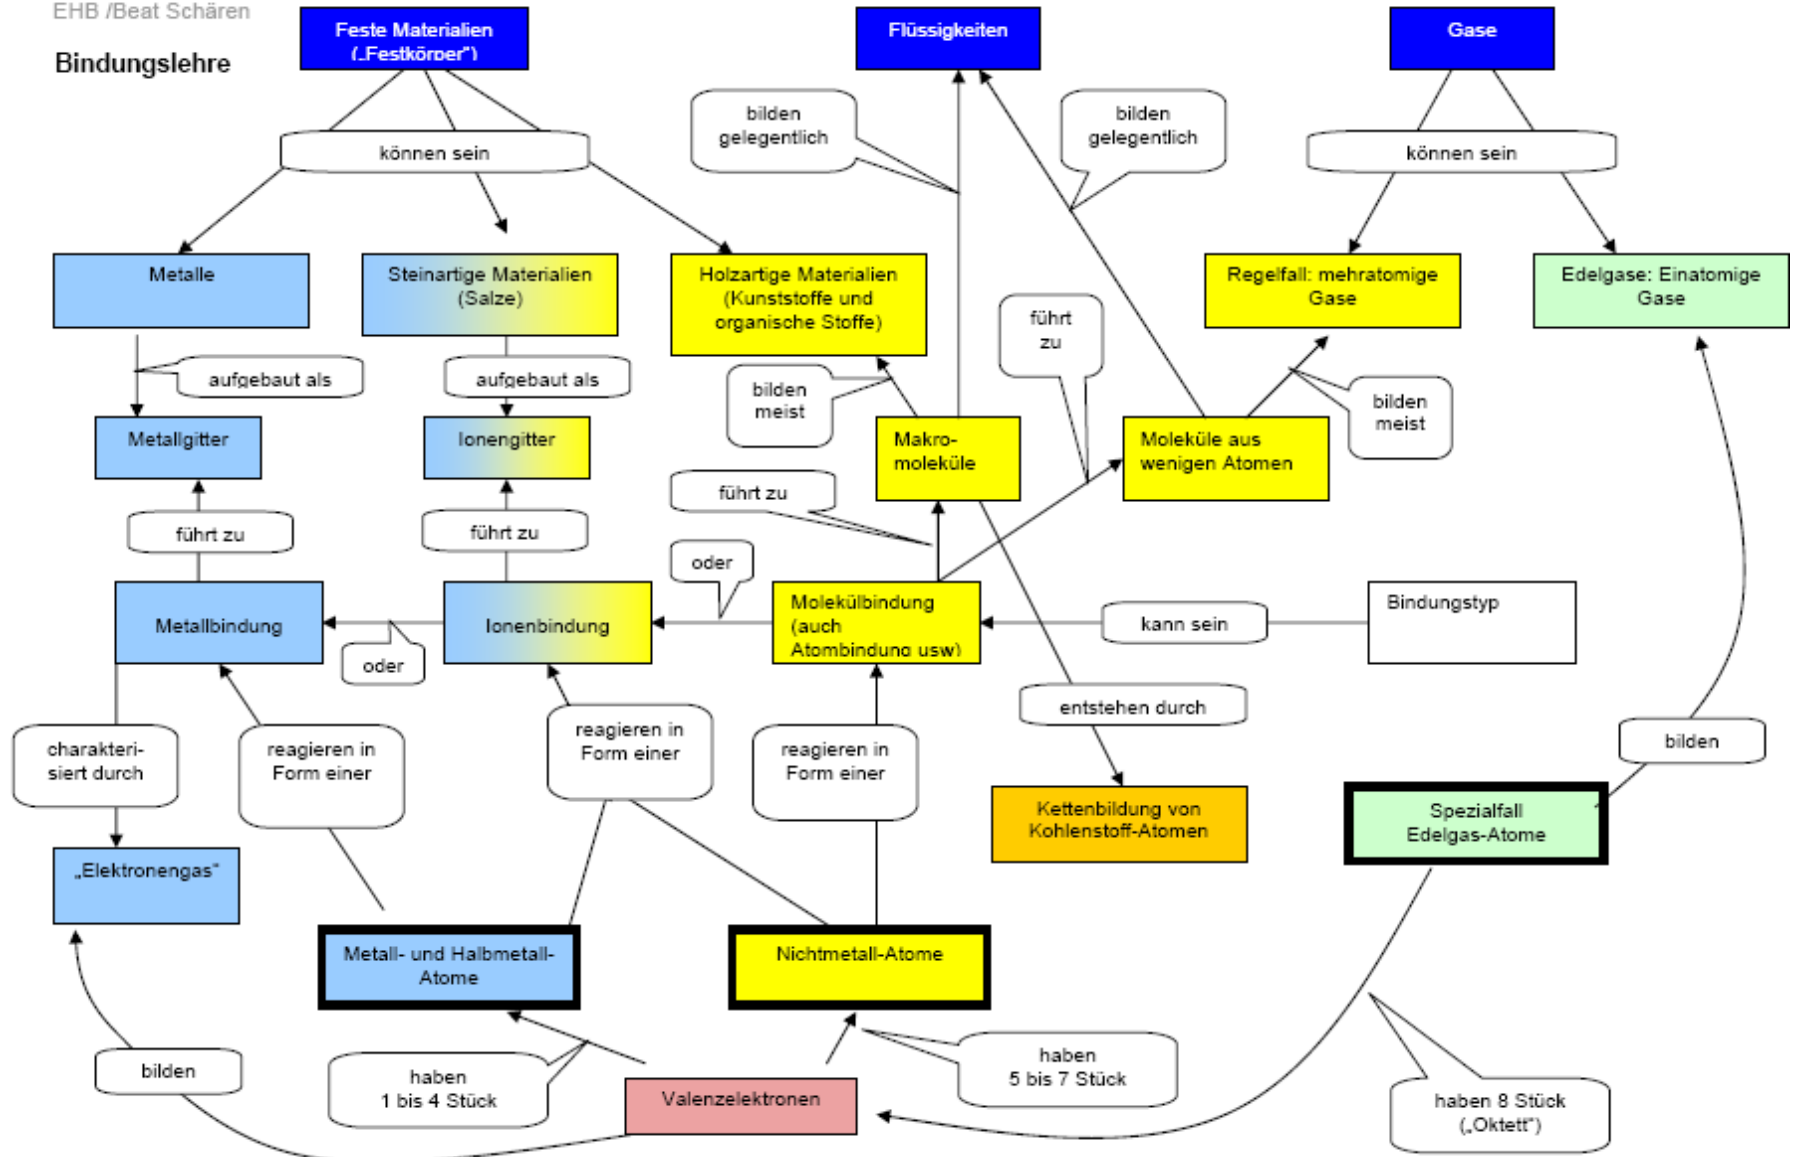 EHB /Beat Schären
Bindungslehre
Feste Materialien
(„Festkörper")
Flüssigkeiten
Gase
bilden
gelegentlich
bilden
gelegentlich
können sein
können sein
Metalle
Steinartige Materialien
(Salze)
Holzartige Materialien
(Kunststoffe und
organische Stoffe)
Regelfall: mehratomige
Gase
Edelgase: Einatomige
Gase
führt
zu
aufgebaut als
aufgebaut als
bilden
meist
bilden
meist
Metallgitter
Ionengitter
Makro-
moleküle
Moleküle aus
wenigen Atomen
führt zu
führt zu
führt zu
oder
Metallbindung
Ionenbindung
Molekülbindung
(auch
Atombindung usw)
kann sein
Bindungstyp
oder
entstehen durch
charakteri-
siert durch
reagieren in
Form einer
reagieren in
Form einer
reagieren in
Form einer
bilden
Kettenbildung von
Kohlenstoff-Atomen
Spezialfall
Edelgas-Atome
„Elektronengas"
Metall- und Halbmetall-
Atome
Nichtmetall-Atome
bilden
haben
1 bis 4 Stück
Valenzelektronen
haben
5 bis 7 Stück
haben 8 Stück
(„Oktett")